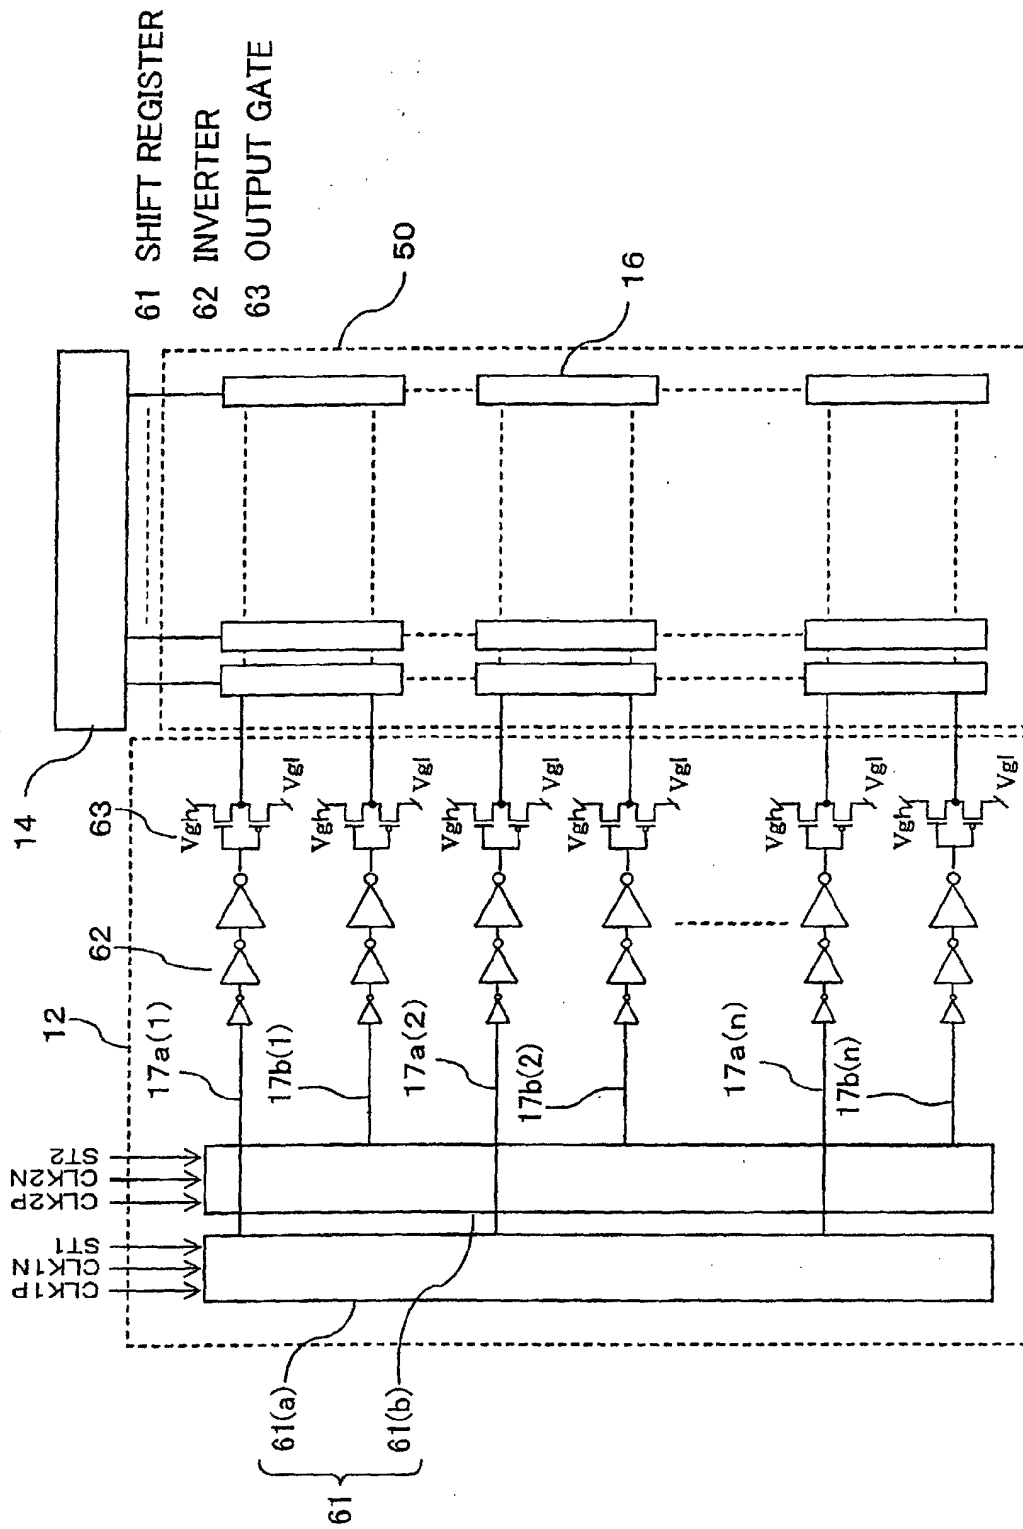 61 SHIFT REGISTER
62 INVERTER
63 OUTPUT GATE
14
50
16
12
62
63
Vgh
Vgl
Vgh
Vgl
Vgh
Vgl
Vgh
Vgl
Vgh
Vgl
Vgh
Vgl
17a(1)
17b(1)
17a(2)
17b(2)
17a(n)
17b(n)
ST2
CLK2N
CLK2P
ST1
CLK1N
CLK1P
61(a)
61(b)
61